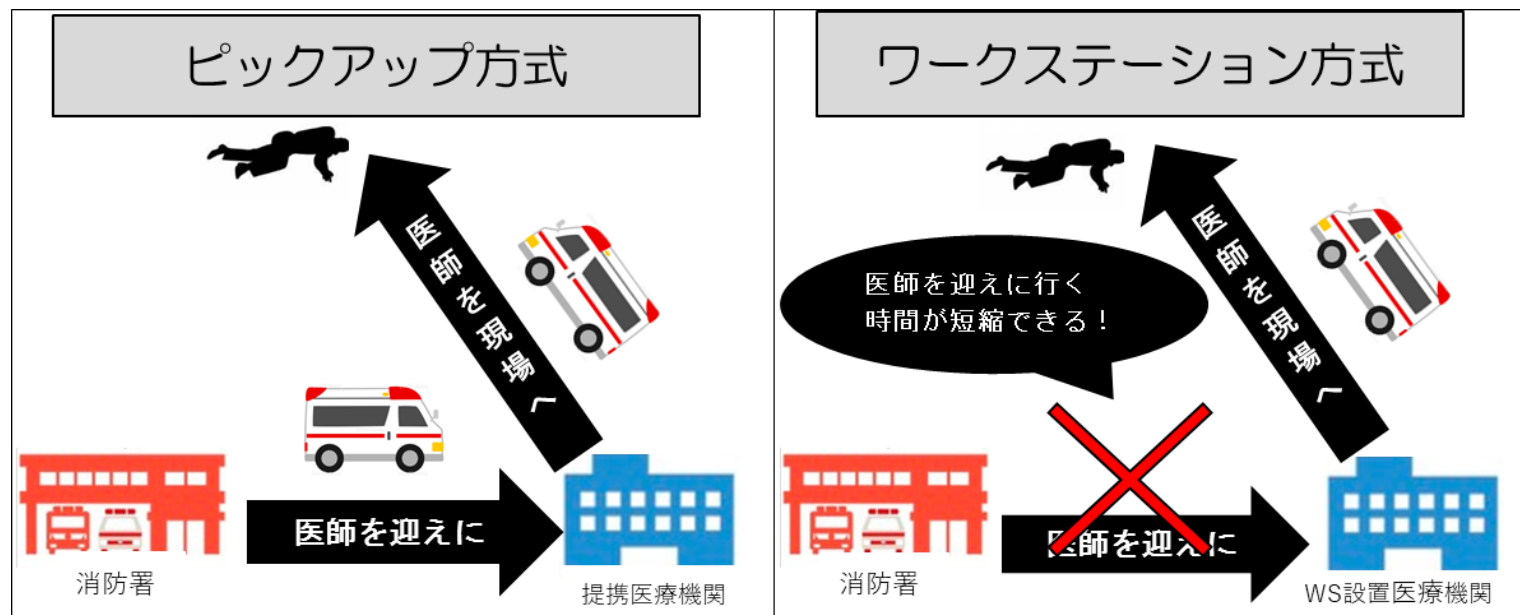 ピックアップ方式
医師を現場へ
医師を迎えに
消防署
提携医療機関
ワークステーション方式
医師を迎えに行く
時間が短縮できる！
医師を現場へ
医師を迎えに
消防署
WS設置医療機関